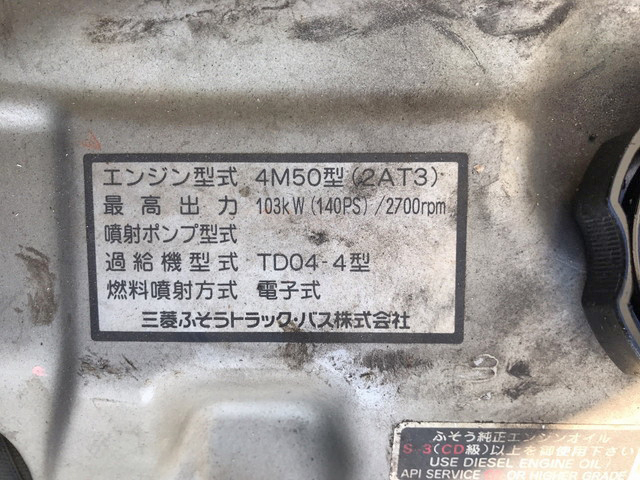 エンジン型式 4M50型(2AT3)
最高出力 103kW(140PS)/2700rpm
噴射ポンプ型式
過給機型式 TD04-4型
燃料噴射方式 電子式
三菱ふそうトラック・バス株式会社
ふそう純正エンジンオイル
S-3(CD級)以上を御使用下さい
USE DIESEL ENGINE OIL
API SERVICE OR HIGHER GRADE